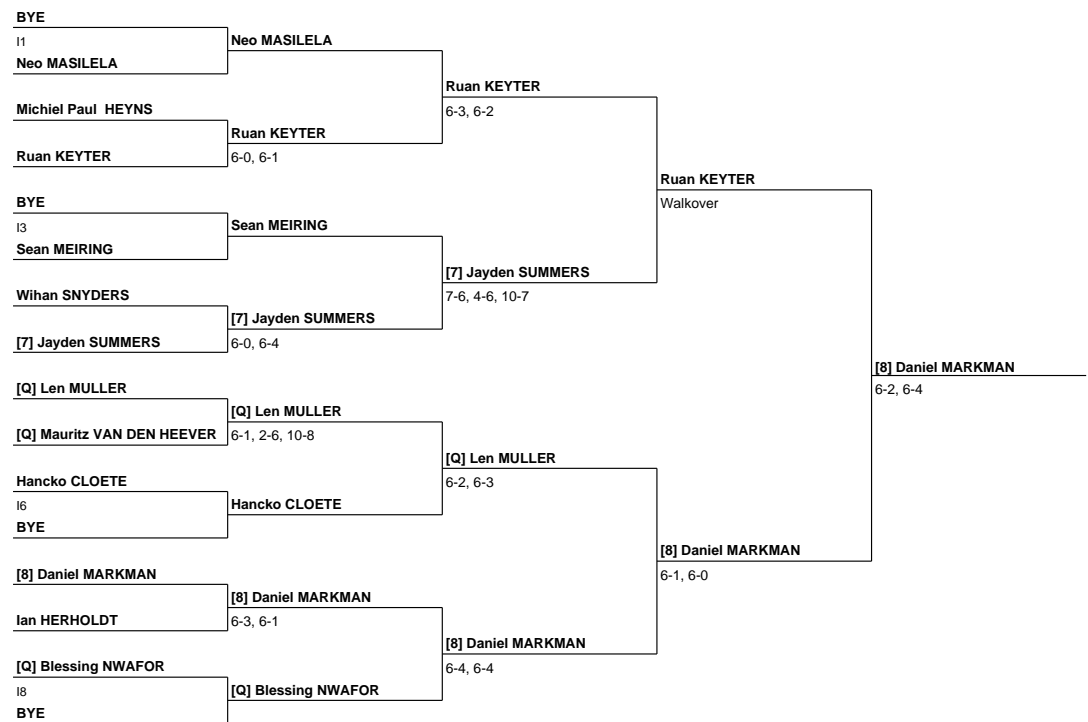 BYE
I1
Neo MASILELA
Neo MASILELA
Michiel Paul  HEYNS
Ruan KEYTER
Ruan KEYTER
6-0, 6-1
Ruan KEYTER
6-3, 6-2
BYE
I3
Sean MEIRING
Sean MEIRING
Wihan SNYDERS
[7] Jayden SUMMERS
[7] Jayden SUMMERS
6-0, 6-4
[7] Jayden SUMMERS
7-6, 4-6, 10-7
Ruan KEYTER
Walkover
[Q] Len MULLER
[Q] Mauritz VAN DEN HEEVER
[Q] Len MULLER
6-1, 2-6, 10-8
Hancko CLOETE
I6
BYE
Hancko CLOETE
[Q] Len MULLER
6-2, 6-3
[8] Daniel MARKMAN
Ian HERHOLDT
[8] Daniel MARKMAN
6-3, 6-1
[Q] Blessing NWAFOR
I8
BYE
[Q] Blessing NWAFOR
[8] Daniel MARKMAN
6-4, 6-4
[8] Daniel MARKMAN
6-1, 6-0
[8] Daniel MARKMAN
6-2, 6-4